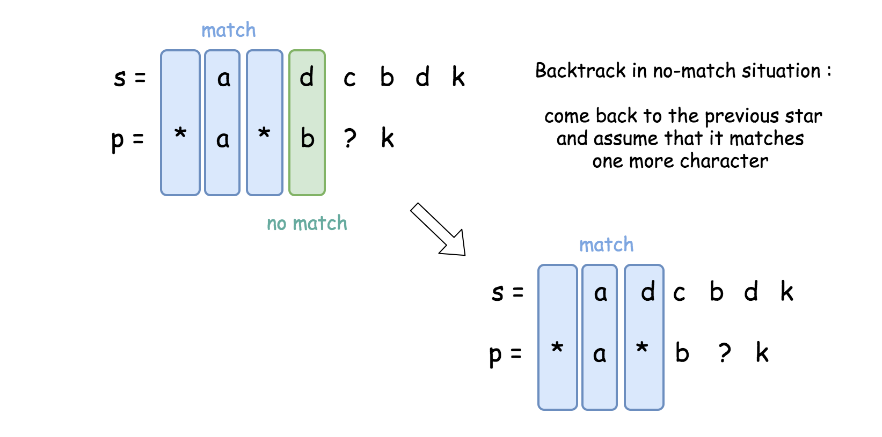 match
s = a d c b d k
p = * a * b ? k
no match
Backtrack in no-match situation :
come back to the previous star
and assume that it matches
one more character
match
s = a d c b d k
p = * a * b ? k